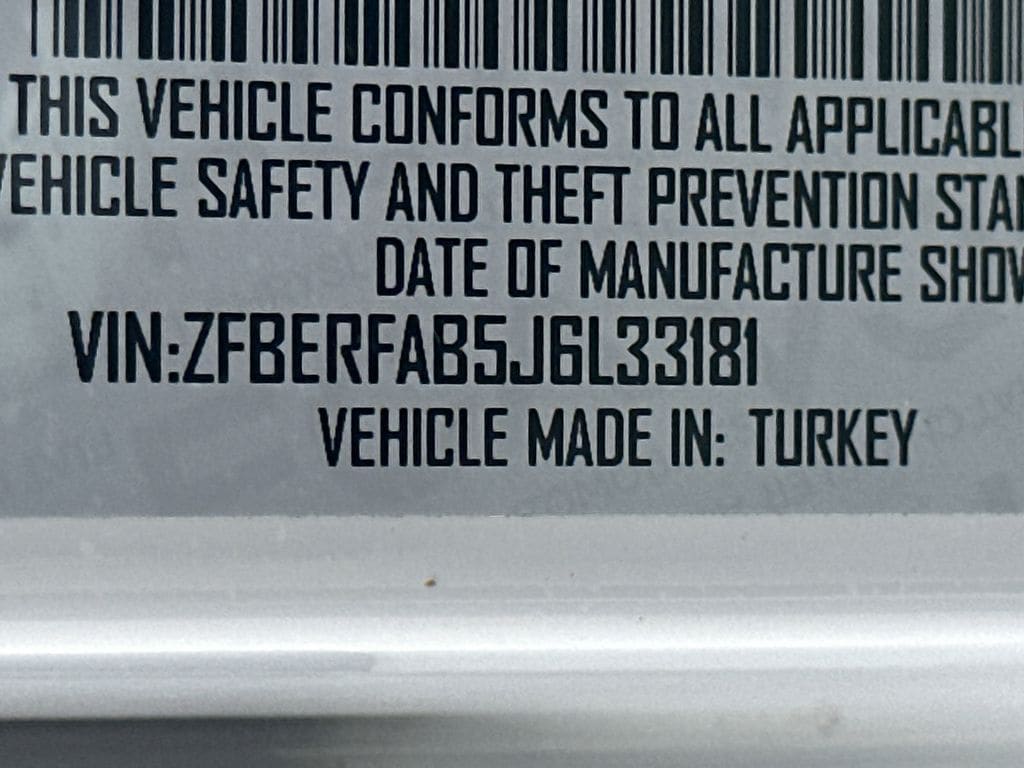 THIS VEHICLE CONFORMS TO ALL APPLICABL
VEHICLE SAFETY AND THEFT PREVENTION STA
DATE OF MANUFACTURE SHOW
VIN:ZFBERFAB5J6L33181
VEHICLE MADE IN: TURKEY